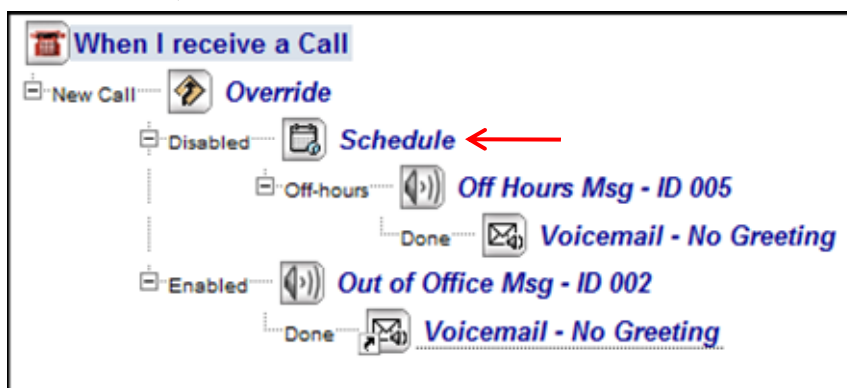 When I receive a Call
New Call Override
Disabled Schedule
Off-hours Off Hours Msg - ID 005
Done Voicemail - No Greeting
Enabled Out of Office Msg - ID 002
Done Voicemail - No Greeting